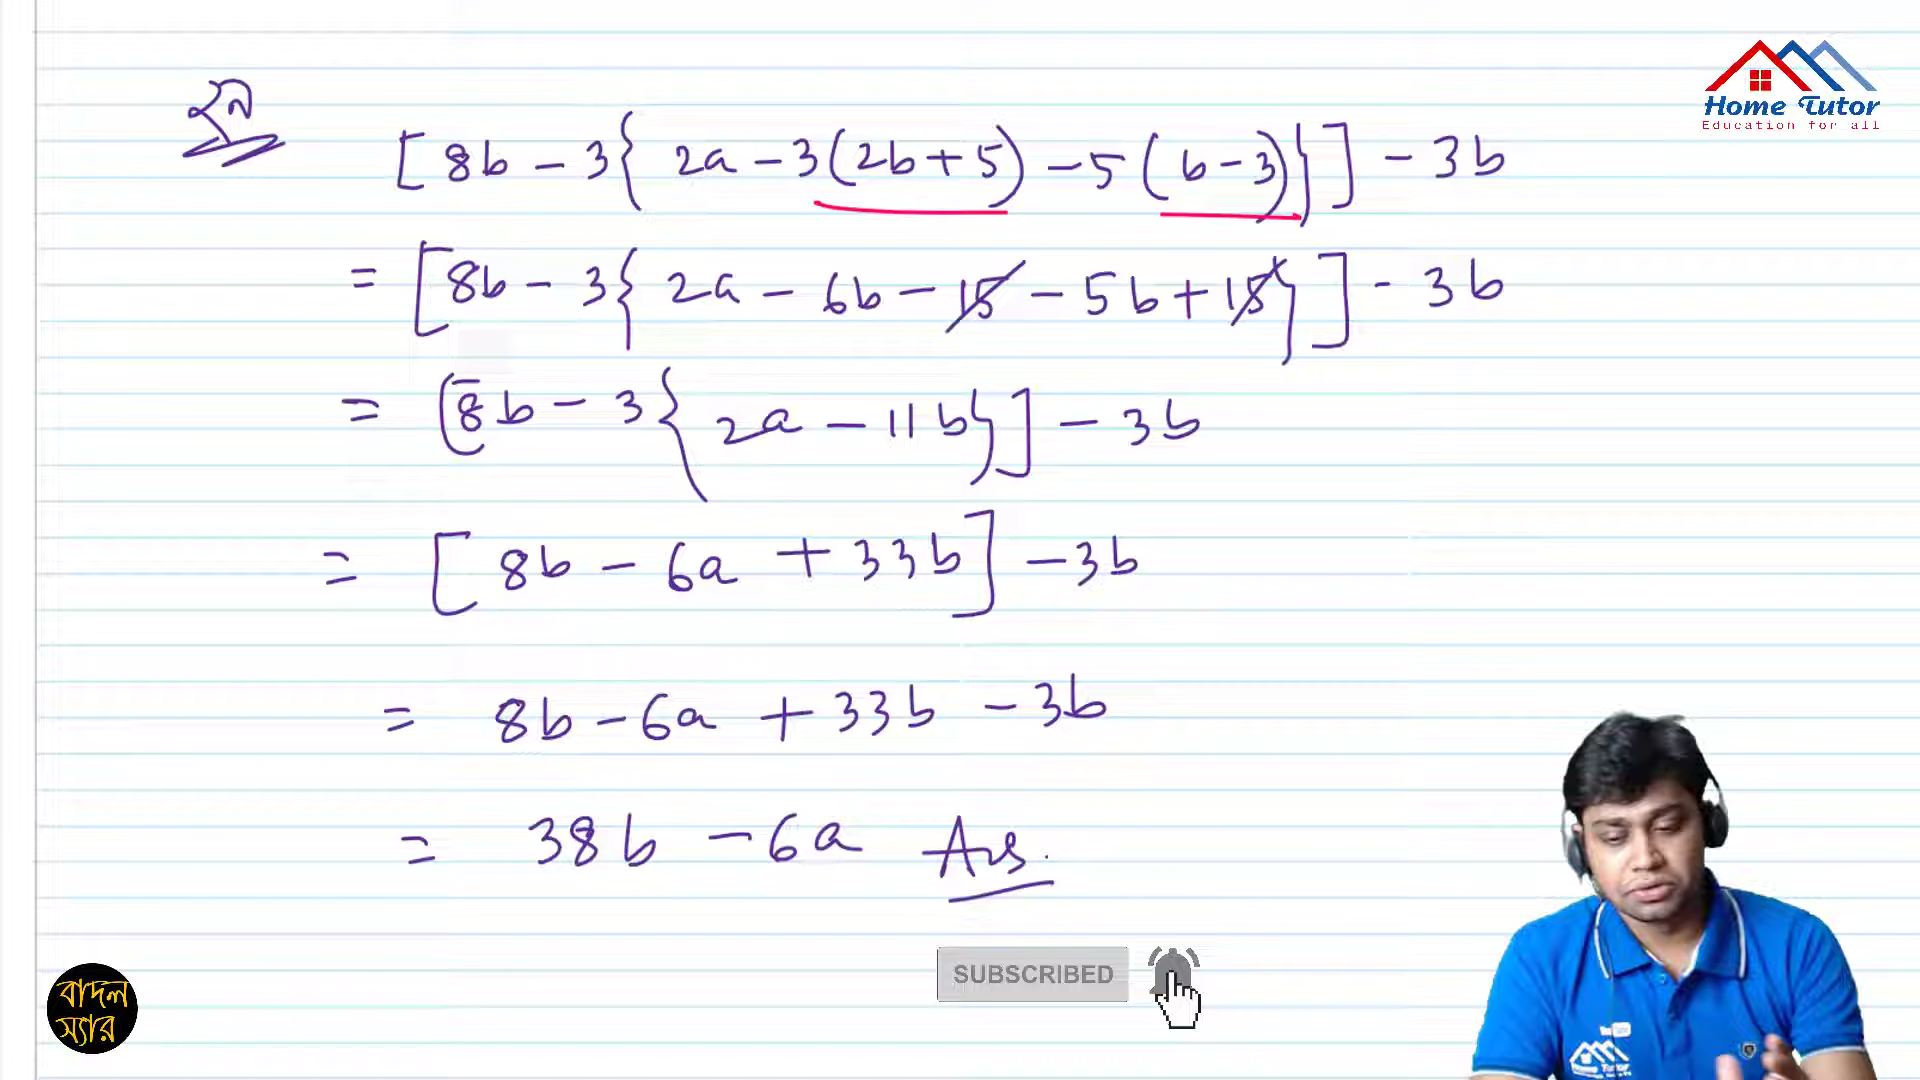 Home Tutor
Education for all
[8b - 3{2a - 3(2b + 5) - 5(b - 3)}] - 3b
= [8b - 3{2a - 6b - 15 - 5b + 15}] - 3b
= [8b - 3{2a - 11b}] - 3b
= [8b - 6a + 33b] - 3b
= 8b - 6a + 33b - 3b
= 38b - 6a Ans.
SUBSCRIBED
বাদল
স্যার